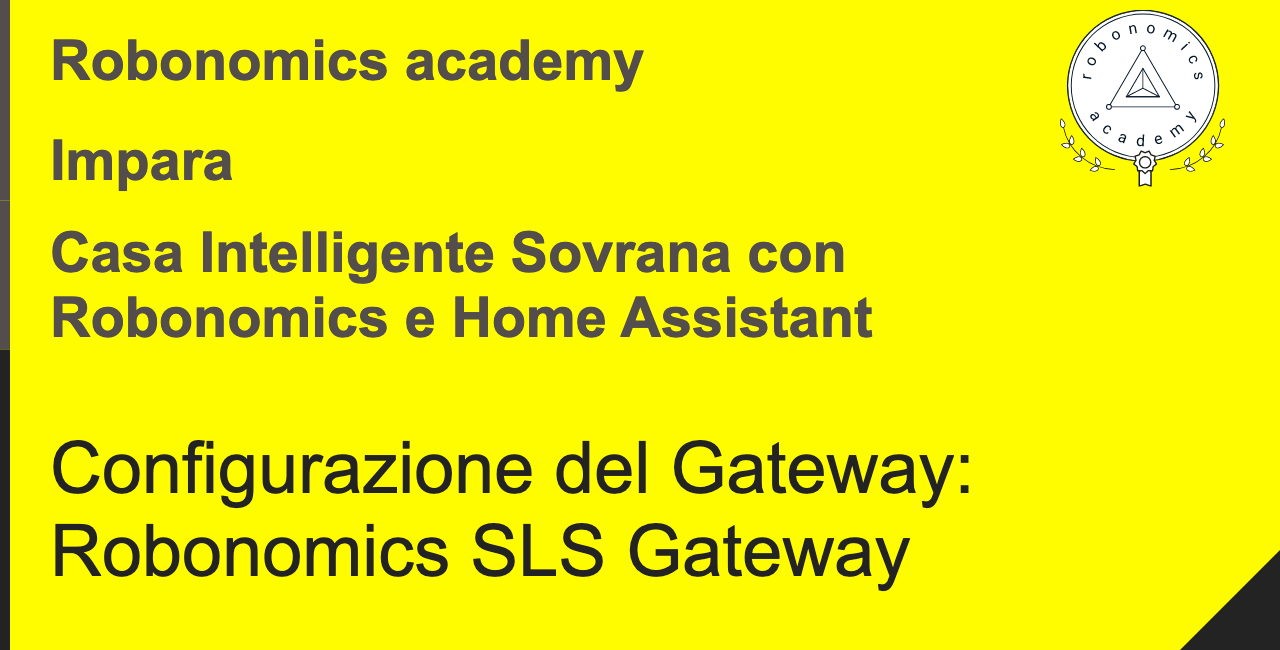 Robonomics academy
Impara
Casa Intelligente Sovrana con
Robonomics e Home Assistant
Configurazione del Gateway:
Robonomics SLS Gateway
robonomics
academy